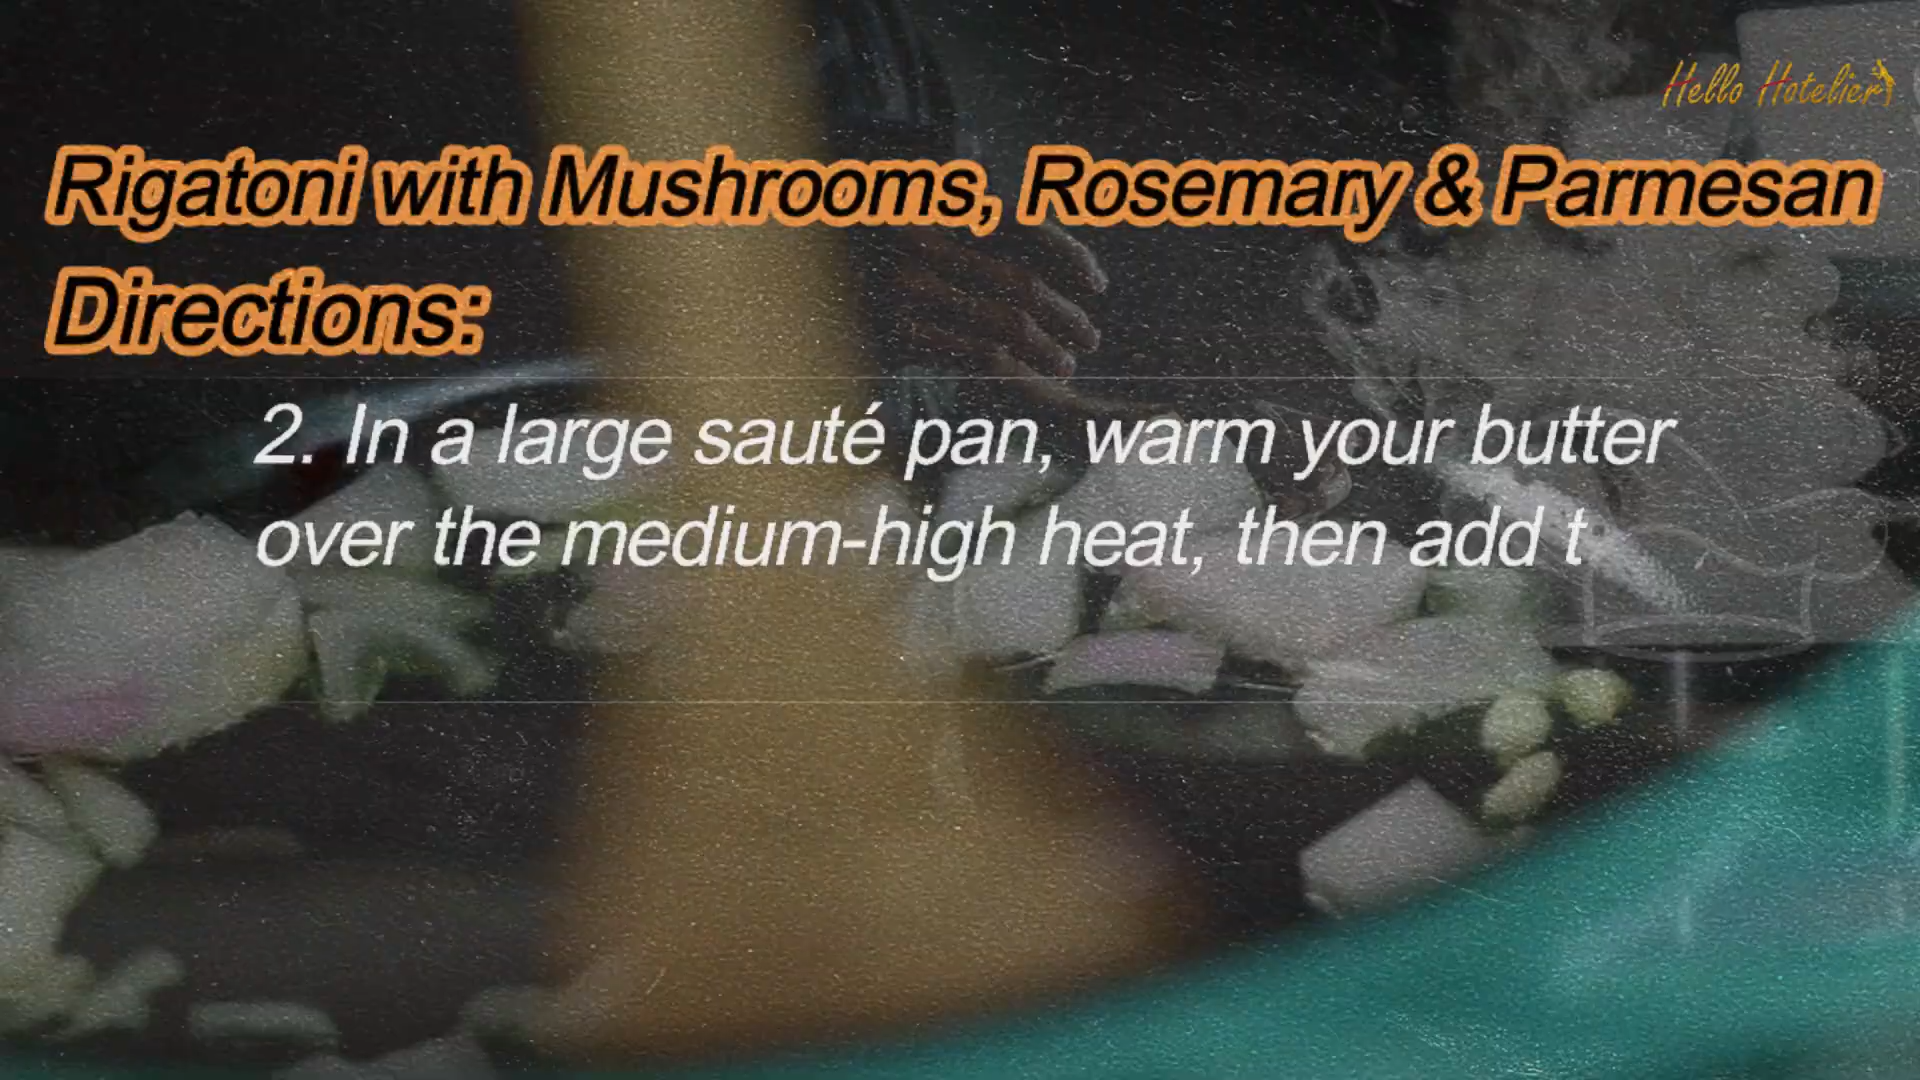 Hello Hotelier
Rigatoni with Mushrooms, Rosemary & Parmesan
Directions:
2. In a large sauté pan, warm your butter
over the medium-high heat, then add t